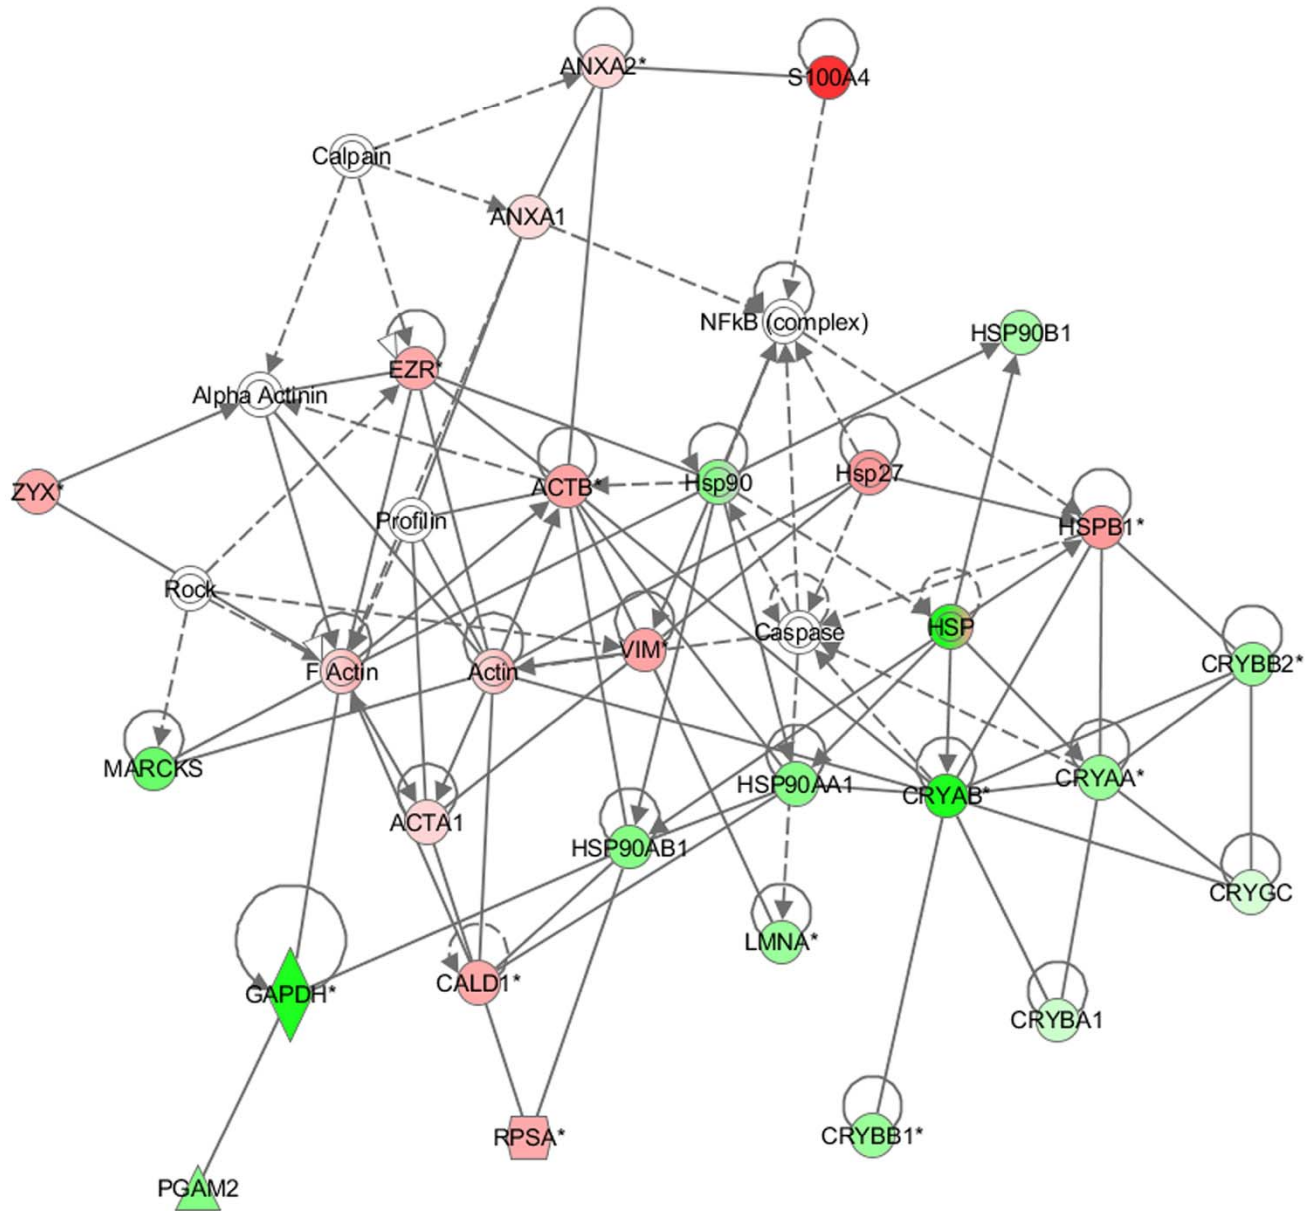 ANXA2*
S100A4
Calpain
ANXA1
NFkB (complex)
HSP90B1
EZR*
Alpha Actinin
Hsp27
ZYX*
ACTB*
Hsp90
Profilin
HSPB1*
Rock
HSP
Caspase
VIM*
CRYBB2*
F Actin
Actin
MARCKS
HSP90AA1
CRYAB*
CRYAA*
ACTA1
HSP90AB1
CRYGC
LMNA*
GAPDH*
CALD1*
CRYBA1
RPSA*
CRYBB1*
PGAM2